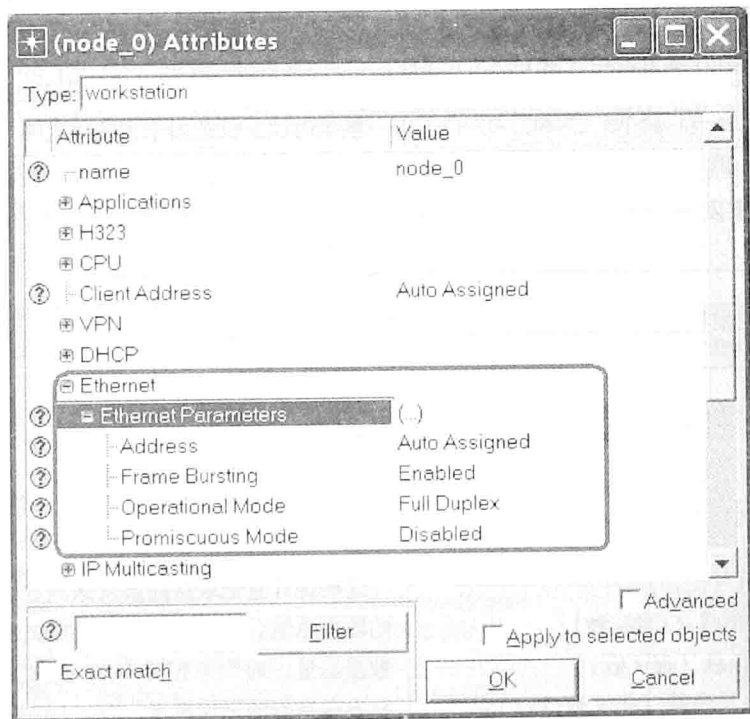 (node_0) Attributes
Type: workstation
Attribute Value
name node_0
Applications
H323
CPU
Client Address Auto Assigned
VPN
DHCP
Ethernet
Ethernet Parameters (...)
Address Auto Assigned
Frame Bursting Enabled
Operational Mode Full Duplex
Promiscuous Mode Disabled
IP Multicasting
Advanced
Filter
Apply to selected objects
Exact match
OK Cancel